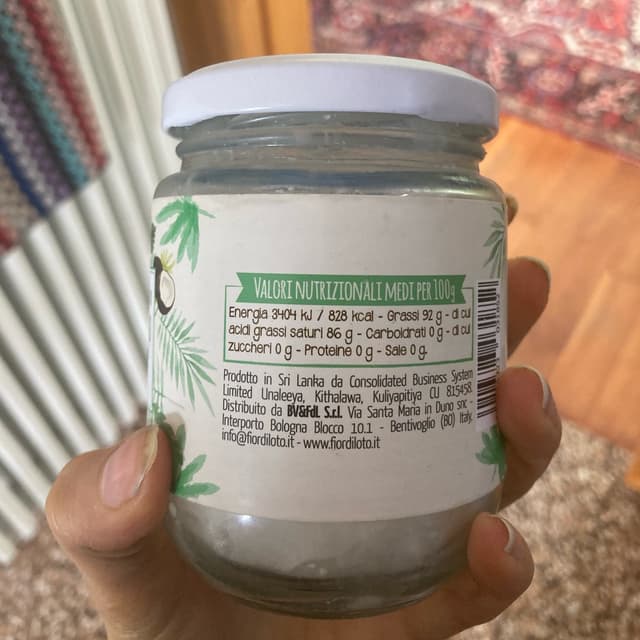 VALORI NUTRIZIONALI MEDI PER 100g
Energia 3404 kJ / 828 kcal - Grassi 92 g - di cui
acidi grassi saturi 86 g - Carboidrati 0 g - di cui
zuccheri 0 g - Proteine 0 g - Sale 0 g.
Prodotto in Sri Lanka da Consolidated Business System
Limited Unaleeya, Kithalawa, Kuliyapitiya CU 815458.
Distribuito da BV&FdL S.r.l. Via Santa Maria in Duno snc -
Interporto Bologna Blocco 10.1 - Bentivoglio (BO) Italy.
info@fiordiloto.it - www.fiordiloto.it